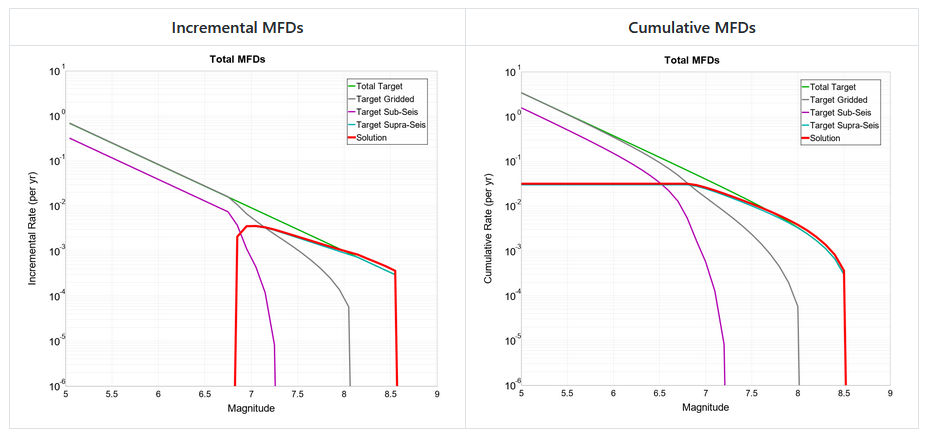 Incremental MFDs
Cumulative MFDs
Total MFDs
10^1
10^0
10^-1
10^-2
10^-3
10^-4
10^-5
10^-6
Incremental Rate (per yr)
Total Target
Target Gridded
Target Sub-Seis
Target Supra-Seis
Solution
5
5.5
6
6.5
7
7.5
8
8.5
9
Magnitude
Total MFDs
10^1
10^0
10^-1
10^-2
10^-3
10^-4
10^-5
10^-6
Cumulative Rate (per yr)
Total Target
Target Gridded
Target Sub-Seis
Target Supra-Seis
Solution
5
5.5
6
6.5
7
7.5
8
8.5
9
Magnitude